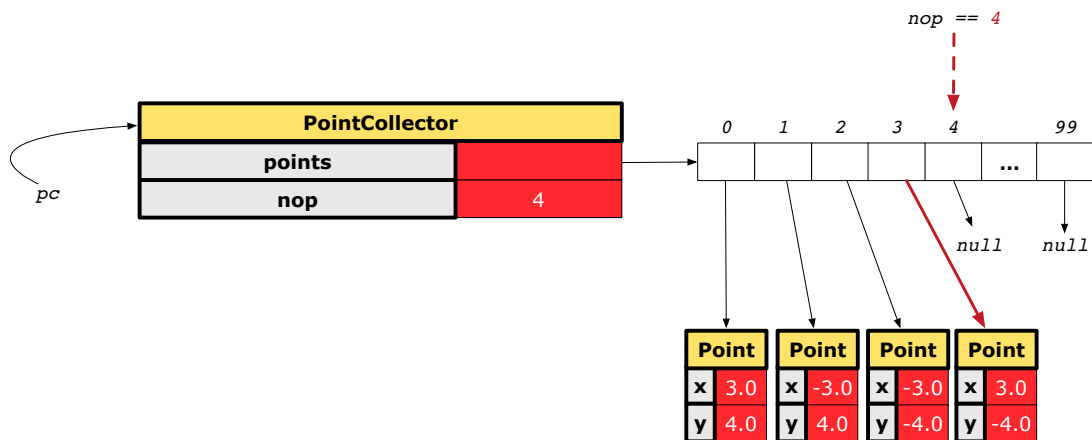 nop == 4
PointCollector
points
nop 4
pc
0 1 2 3 4 99
...
null null
Point Point Point Point
x 3.0 x -3.0 x -3.0 x 3.0
y 4.0 y 4.0 y -4.0 y -4.0